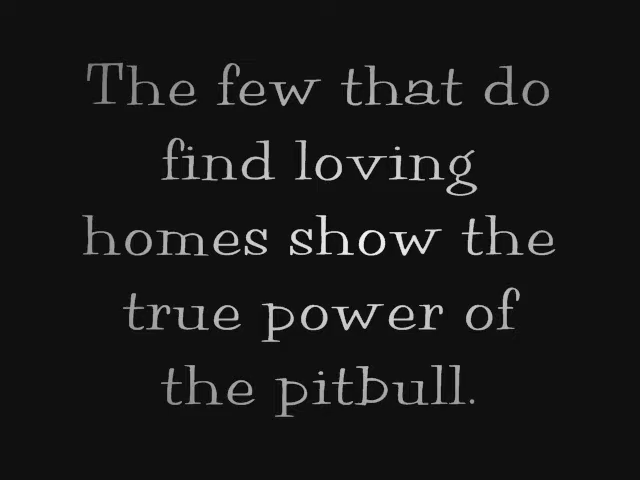 The few that do
find loving
homes show the
true power of
the pitbull.